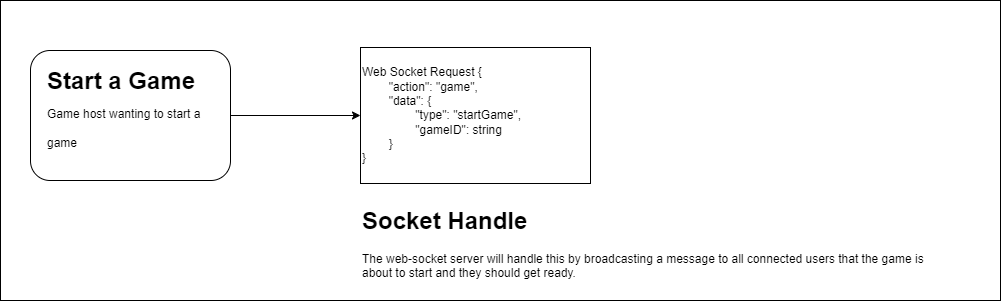 Start a Game
Game host wanting to start a
game
Web Socket Request {
"action": "game",
"data": {
"type": "startGame",
"gameID": string
}
}
Socket Handle
The web-socket server will handle this by broadcasting a message to all connected users that the game is
about to start and they should get ready.